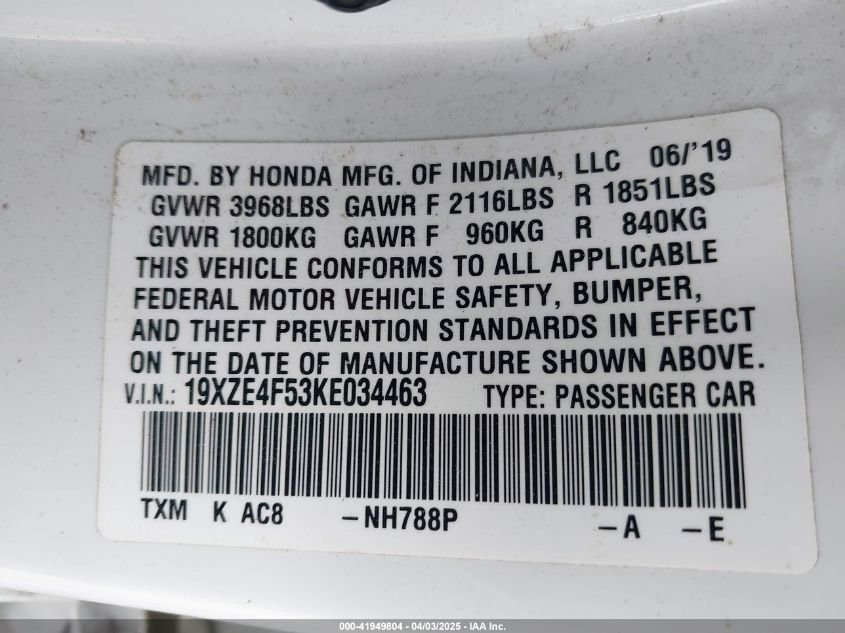 MFD. BY HONDA MFG. OF INDIANA, LLC 06/'19
GVWR 3968LBS GAWR F 2116LBS R 1851LBS
GVWR 1800KG GAWR F 960KG R 840KG
THIS VEHICLE CONFORMS TO ALL APPLICABLE
FEDERAL MOTOR VEHICLE SAFETY, BUMPER,
AND THEFT PREVENTION STANDARDS IN EFFECT
ON THE DATE OF MANUFACTURE SHOWN ABOVE.
V.I.N.: 19XZE4F53KE034463 TYPE: PASSENGER CAR
TXM K AC8 -NH788P -A -E
000-41949804 - 04/03/2025 - IAA Inc.